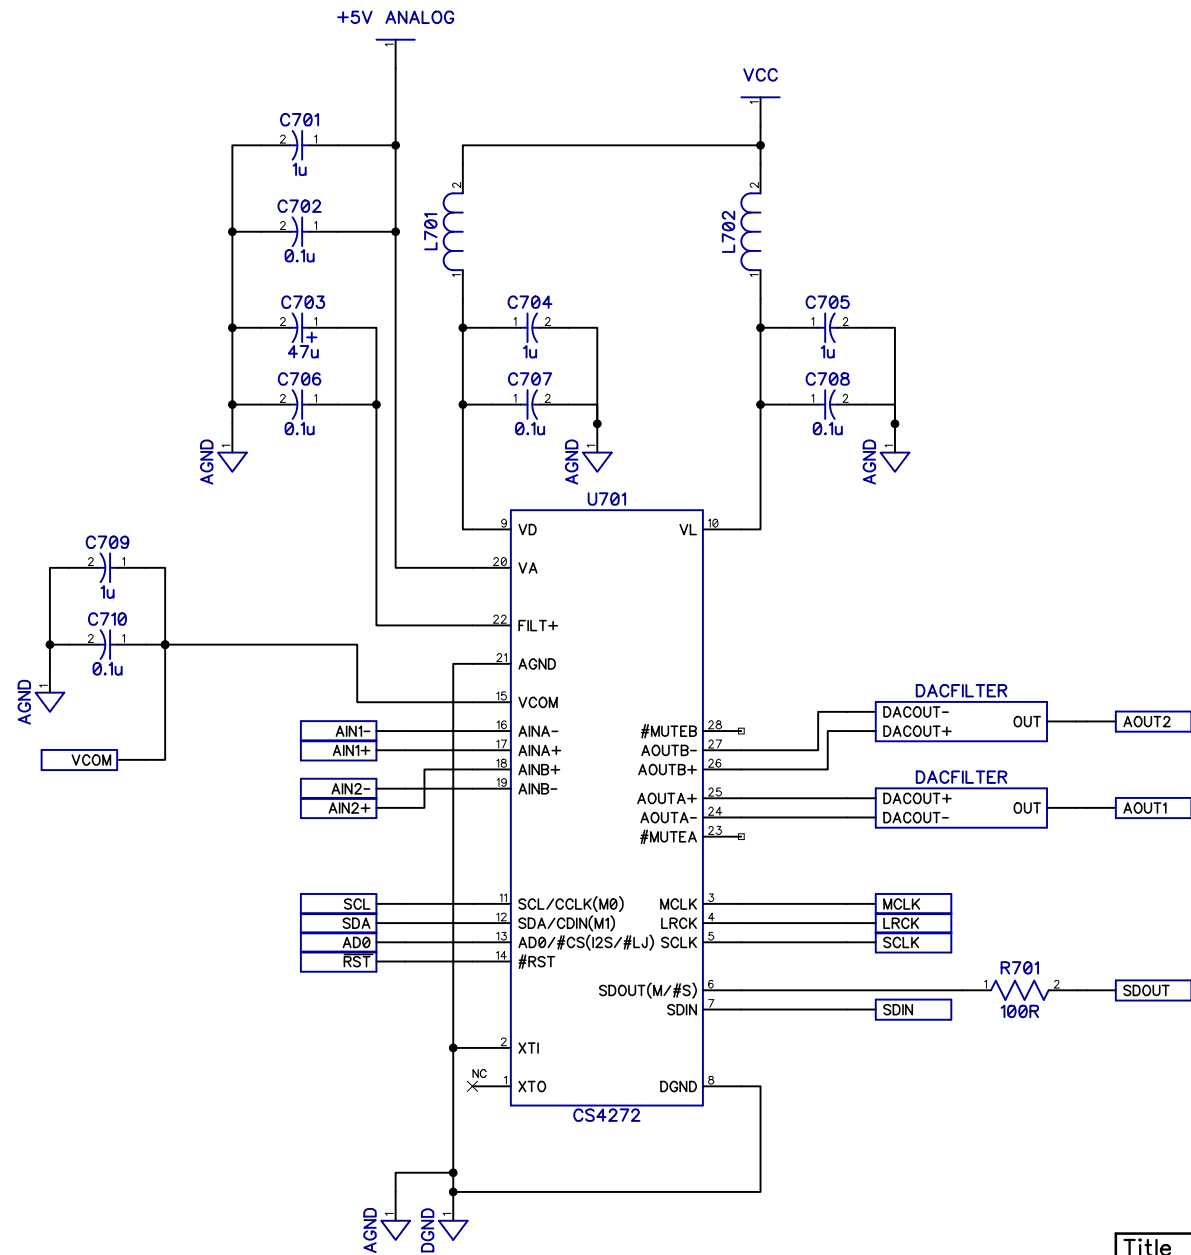 +5V ANALOG
1
VCC
1
C701
2 1
1u
C702
2 1
0.1u
L701
2
1
L702
2
1
C703
2 1
+
47u
C704
1 2
1u
C705
1 2
1u
C706
2 1
0.1u
C707
1 2
0.1u
C708
1 2
0.1u
AGND 1
AGND 1
AGND 1
U701
9 VD
VL 10
20 VA
C709
2 1
1u
22 FILT+
C710
2 1
0.1u
21 AGND
AGND 1
15 VCOM
DACFILTER
DACOUT-
DACOUT+
OUT
AOUT2
AIN1- 16 AINA-
#MUTEB 28
AIN1+ 17 AINA+
AOUTB- 27
VCOM
18 AINB+
AOUTB+ 26
AIN2- 19 AINB-
AIN2+
DACFILTER
AOUTA+ 25
DACOUT+
OUT
AOUT1
AOUTA- 24
DACOUT-
#MUTEA 23
SCL 11 SCL/CCLK(M0)
MCLK 3 MCLK
SDA 12 SDA/CDIN(M1)
LRCK 4 LRCK
AD0 13 AD0/#CS(I2S/#LJ)
SCLK 5 SCLK
RST 14 #RST
R701
SDOUT(M/#S) 6
1 2
SDOUT
100R
SDIN 7 SDIN
2 XTI
NC
1 XTO
DGND 8
CS4272
AGND 1
DGND 1
Title